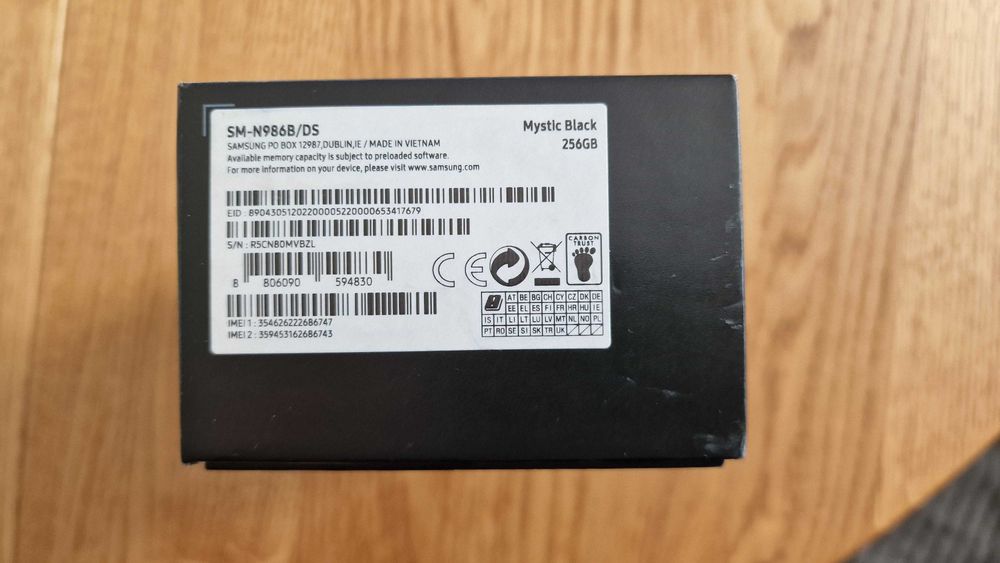 SM-N986B/DS
Mystic Black
SAMSUNG PO BOX 12987,DUBLIN,IE / MADE IN VIETNAM
256GB
Available memory capacity is subject to preloaded software.
For more information on your device, please visit www.samsung.com
EID : 89043051202200005220000653417679
S/N : R5CN80MVBZL
8 806090 594830
IMEI 1 : 354626222686747
IMEI 2 : 359453162686743
CE
CARBON TRUST
AT BE BG CH CY CZ DK DE
EE EL ES FI FR HR HU IE
IS IT LI LT LU LV MT NL NO PL
PT RO SE SI SK TR UK